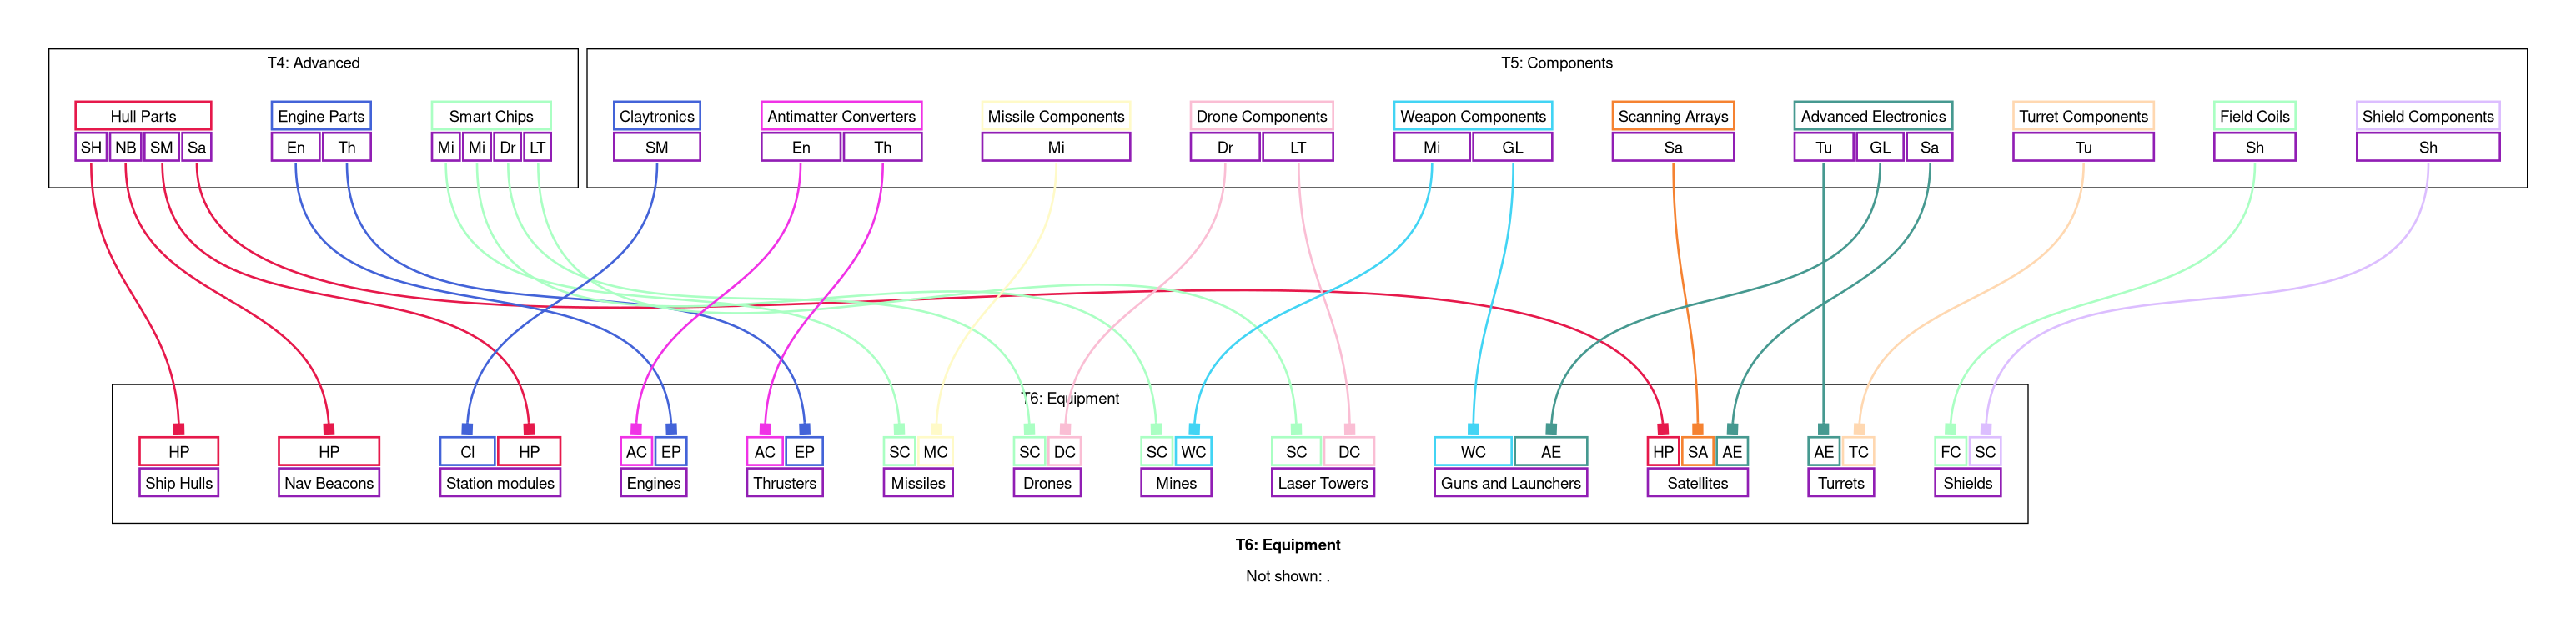 T4: Advanced
T5: Components
Hull Parts Engine Parts Smart Chips Claytronics Antimatter Converters Missile Components Drone Components Weapon Components Scanning Arrays Advanced Electronics Turret Components Field Coils Shield Components
SH NB SM Sa En Th Mi Mi Dr LT SM En Th Mi Dr LT Mi GL Sa Tu GL Sa Tu Sh Sh
T6: Equipment
HP HP Cl HP AC EP AC EP SC MC SC DC SC WC SC DC WC AE HP SA AE AE TC FC SC
Ship Hulls Nav Beacons Station modules Engines Thrusters Missiles Drones Mines Laser Towers Guns and Launchers Satellites Turrets Shields
T6: Equipment
Not shown: .